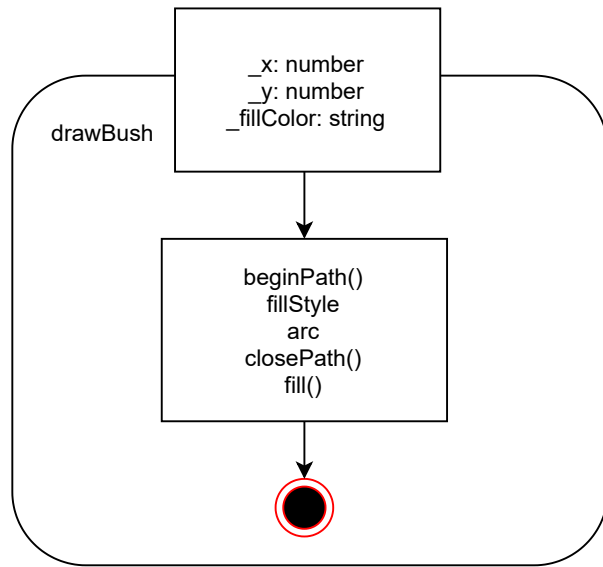 _x: number
_y: number
_fillColor: string
drawBush
beginPath()
fillStyle
arc
closePath()
fill()